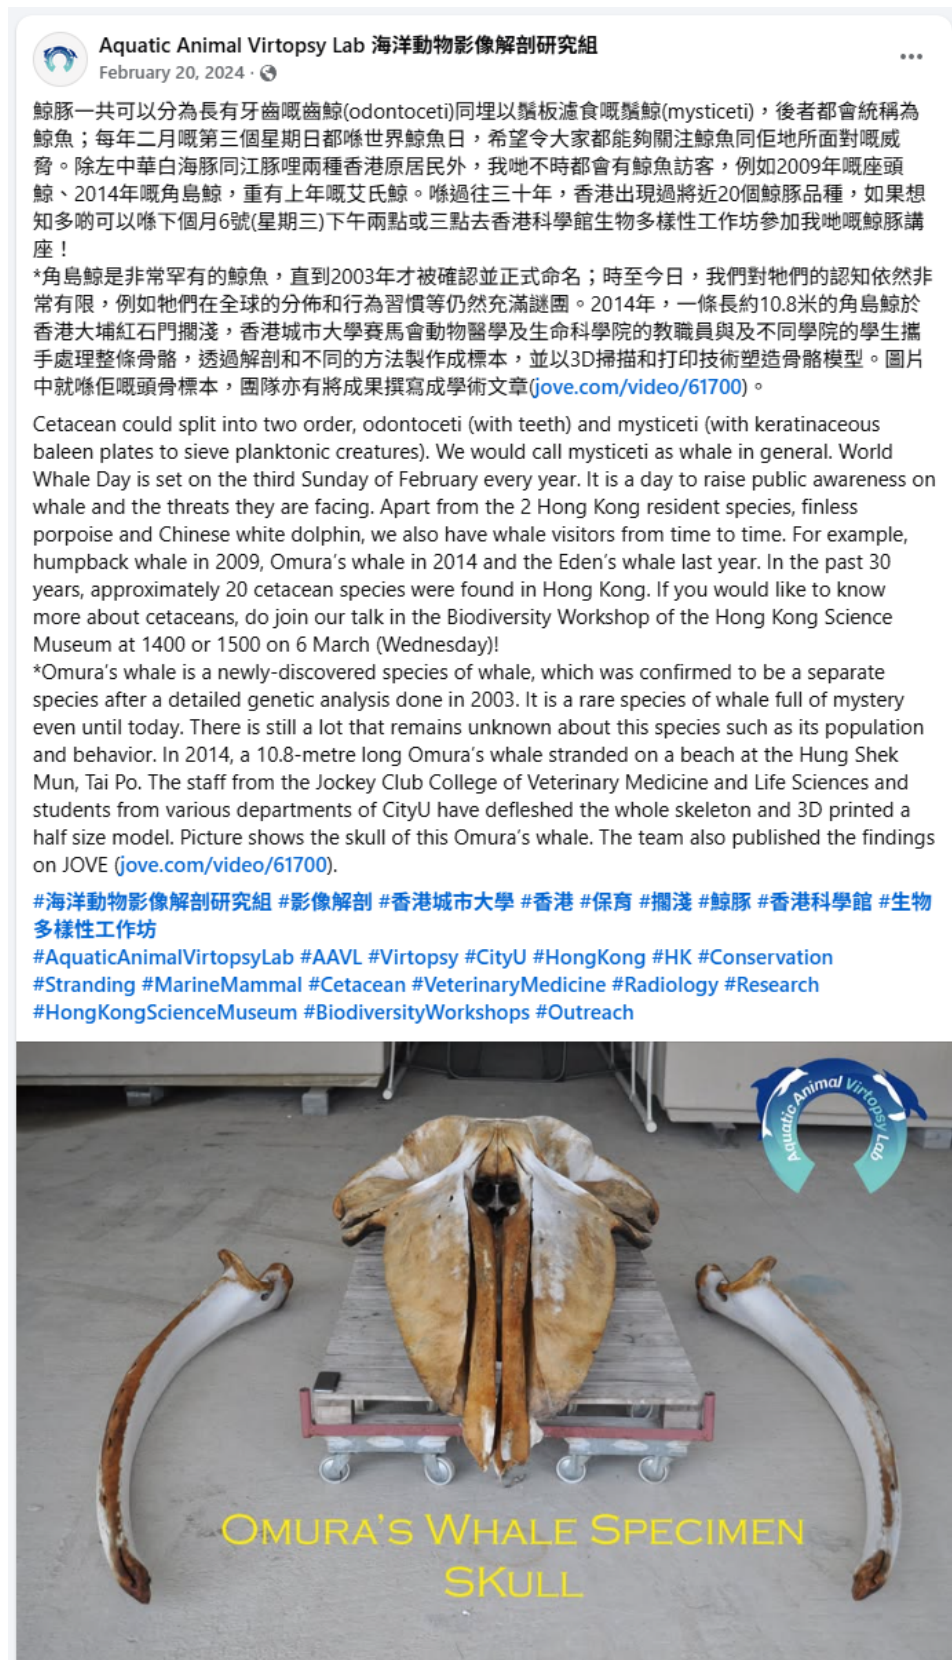 Aquatic Animal Virtopsy Lab 海洋動物影像解剖研究組
February 20, 2024 ·
鯨豚一共可以分為長有牙齒嘅齒鯨(odontoceti)同埋以鬚板濾食嘅鬚鯨(mysticeti)，後者都會統稱為
鯨魚；每年二月嘅第三個星期日都喺世界鯨魚日，希望令大家都能夠關注鯨魚同佢地所面對嘅威
脅。除左中華白海豚同江豚哩兩種香港原居民外，我哋不時都會有鯨魚訪客，例如2009年嘅座頭
鯨、2014年嘅角島鯨，重有上年嘅艾氏鯨。喺過往三十年，香港出現過將近20個鯨豚品種，如果想
知多啲可以喺下個月6號(星期三)下午兩點或三點去香港科學館生物多樣性工作坊參加我哋嘅鯨豚講
座！
*角島鯨是非常罕有的鯨魚，直到2003年才被確認並正式命名；時至今日，我們對牠們的認知依然非
常有限，例如牠們在全球的分佈和行為習慣等仍然充滿謎團。2014年，一條長約10.8米的角島鯨於
香港大埔紅石門擱淺，香港城市大學賽馬會動物醫學及生命科學院的教職員與及不同學院的學生攜
手處理整條骨骼，透過解剖和不同的方法製作成標本，並以3D掃描和打印技術塑造骨骼模型。圖片
中就喺佢嘅頭骨標本，團隊亦有將成果撰寫成學術文章(jove.com/video/61700)。
Cetacean could split into two order, odontoceti (with teeth) and mysticeti (with keratinaceous
baleen plates to sieve planktonic creatures). We would call mysticeti as whale in general. World
Whale Day is set on the third Sunday of February every year. It is a day to raise public awareness on
whale and the threats they are facing. Apart from the 2 Hong Kong resident species, finless
porpoise and Chinese white dolphin, we also have whale visitors from time to time. For example,
humpback whale in 2009, Omura's whale in 2014 and the Eden's whale last year. In the past 30
years, approximately 20 cetacean species were found in Hong Kong. If you would like to know
more about cetaceans, do join our talk in the Biodiversity Workshop of the Hong Kong Science
Museum at 1400 or 1500 on 6 March (Wednesday)!
*Omura's whale is a newly-discovered species of whale, which was confirmed to be a separate
species after a detailed genetic analysis done in 2003. It is a rare species of whale full of mystery
even until today. There is still a lot that remains unknown about this species such as its population
and behavior. In 2014, a 10.8-metre long Omura's whale stranded on a beach at the Hung Shek
Mun, Tai Po. The staff from the Jockey Club College of Veterinary Medicine and Life Sciences and
students from various departments of CityU have defleshed the whole skeleton and 3D printed a
half size model. Picture shows the skull of this Omura's whale. The team also published the findings
on JOVE (jove.com/video/61700).
#海洋動物影像解剖研究組 #影像解剖 #香港城市大學 #香港 #保育 #擱淺 #鯨豚 #香港科學館 #生物
多樣性工作坊
#AquaticAnimalVirtopsyLab #AAVL #Virtopsy #CityU #HongKong #HK #Conservation
#Stranding #MarineMammal #Cetacean #VeterinaryMedicine #Radiology #Research
#HongKongScienceMuseum #BiodiversityWorkshops #Outreach
Aquatic Animal Virtopsy Lab
OMURA'S WHALE SPECIMEN
SKULL